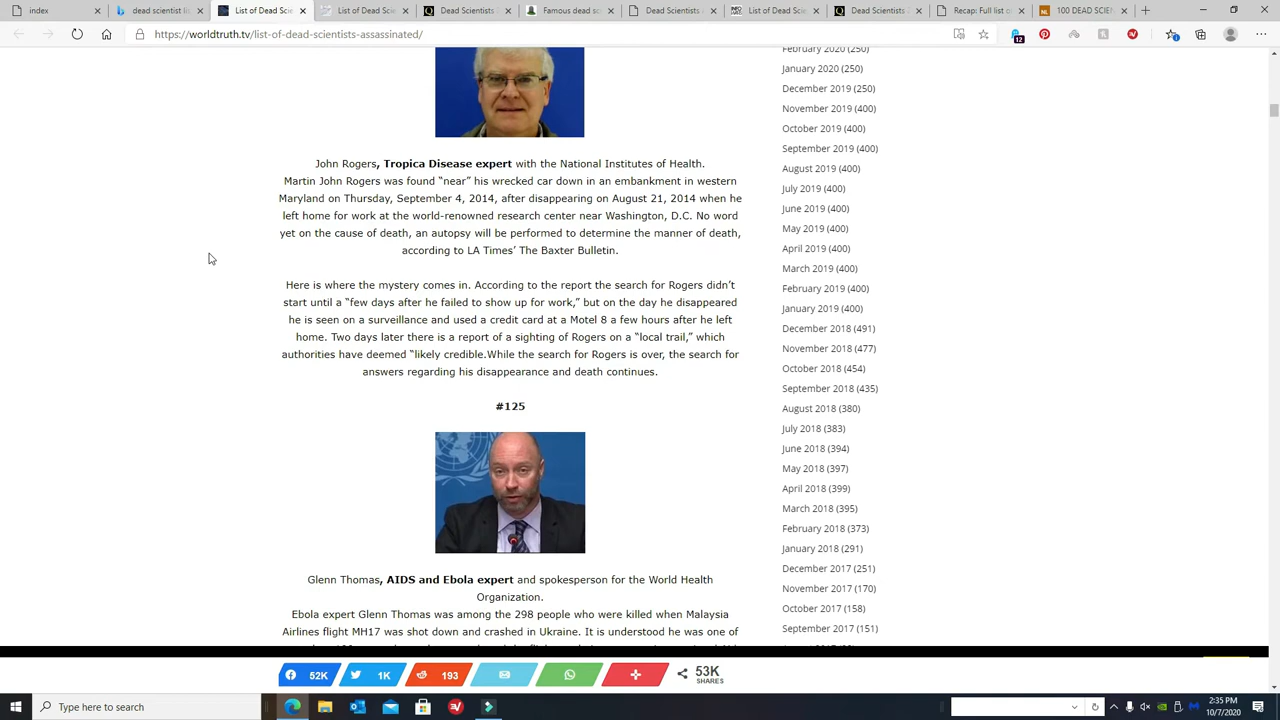 index
dead scientist li
List of Dead Scie
List of Dead Scie
Dead Scientists
Famous dead sc
Dead Scientists
List of Dead Sc
Dead Scientists
Recap: Full list o
100 DEAD SCIEN
https://worldtruth.tv/list-of-dead-scientists-assassinated/
12
John Rogers, Tropica Disease expert with the National Institutes of Health.
Martin John Rogers was found “near” his wrecked car down in an embankment in western
Maryland on Thursday, September 4, 2014, after disappearing on August 21, 2014 when he
left home for work at the world-renowned research center near Washington, D.C. No word
yet on the cause of death, an autopsy will be performed to determine the manner of death,
according to LA Times’ The Baxter Bulletin.
Here is where the mystery comes in. According to the report the search for Rogers didn’t
start until a “few days after he failed to show up for work,” but on the day he disappeared
he is seen on a surveillance and used a credit card at a Motel 8 a few hours after he left
home. Two days later there is a report of a sighting of Rogers on a “local trail,” which
authorities have deemed “likely credible.While the search for Rogers is over, the search for
answers regarding his disappearance and death continues.
#125
Glenn Thomas, AIDS and Ebola expert and spokesperson for the World Health
Organization.
Ebola expert Glenn Thomas was among the 298 people who were killed when Malaysia
Airlines flight MH17 was shot down and crashed in Ukraine. It is understood he was one of
February 2020 (250)
January 2020 (250)
December 2019 (250)
November 2019 (400)
October 2019 (400)
September 2019 (400)
August 2019 (400)
July 2019 (400)
June 2019 (400)
May 2019 (400)
April 2019 (400)
March 2019 (400)
February 2019 (400)
January 2019 (400)
December 2018 (491)
November 2018 (477)
October 2018 (454)
September 2018 (435)
August 2018 (380)
July 2018 (383)
June 2018 (394)
May 2018 (397)
April 2018 (399)
March 2018 (395)
February 2018 (373)
January 2018 (291)
December 2017 (251)
November 2017 (170)
October 2017 (158)
September 2017 (151)
52K
1K
193
53K
SHARES
Type here to search
2:35 PM
10/7/2020